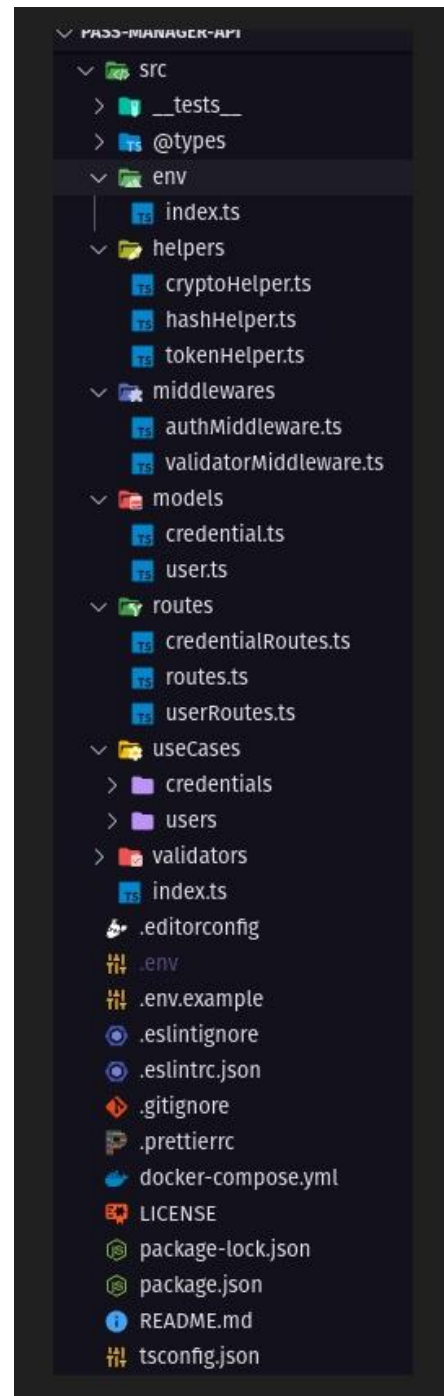 PASS-MANAGER-API
src
__tests__
@types
env
index.ts
helpers
cryptoHelper.ts
hashHelper.ts
tokenHelper.ts
middlewares
authMiddleware.ts
validatorMiddleware.ts
models
credential.ts
user.ts
routes
credentialRoutes.ts
routes.ts
userRoutes.ts
useCases
credentials
users
validators
index.ts
.editorconfig
.env
.env.example
.eslintignore
.eslintrc.json
.gitignore
.prettierrc
docker-compose.yml
LICENSE
package-lock.json
package.json
README.md
tsconfig.json